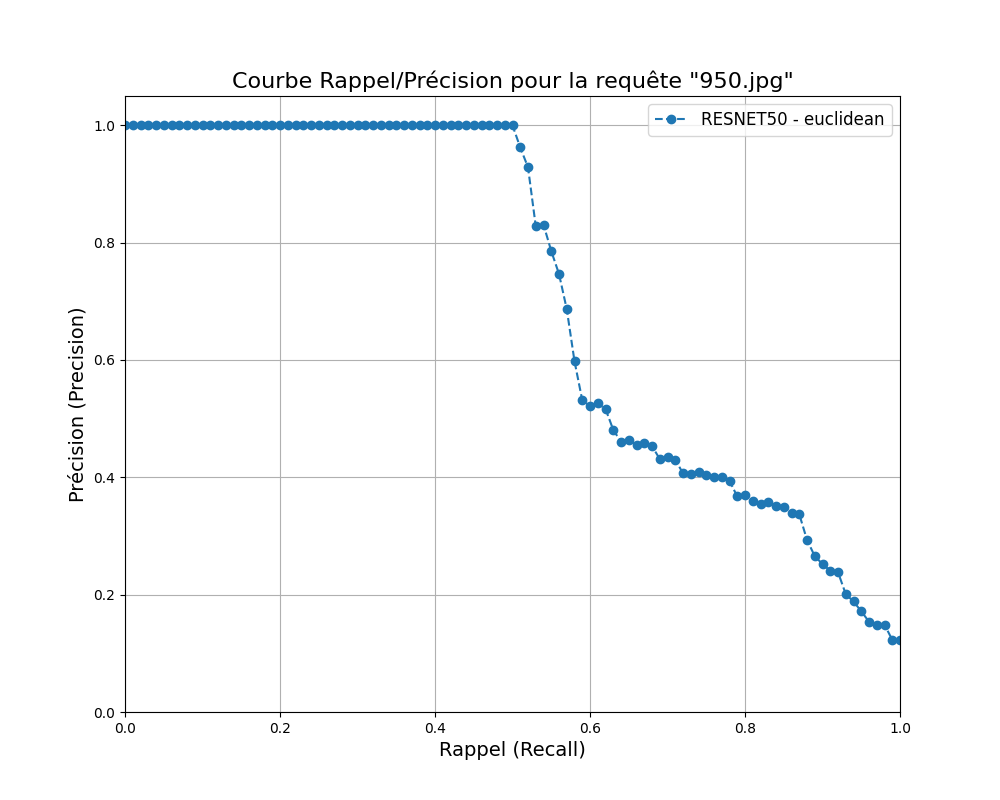 Courbe Rappel/Précision pour la requête "950.jpg"
RESNET50 - euclidean
Précision (Precision)
1.0
0.8
0.6
0.4
0.2
0.0
0.0 0.2 0.4 0.6 0.8 1.0
Rappel (Recall)